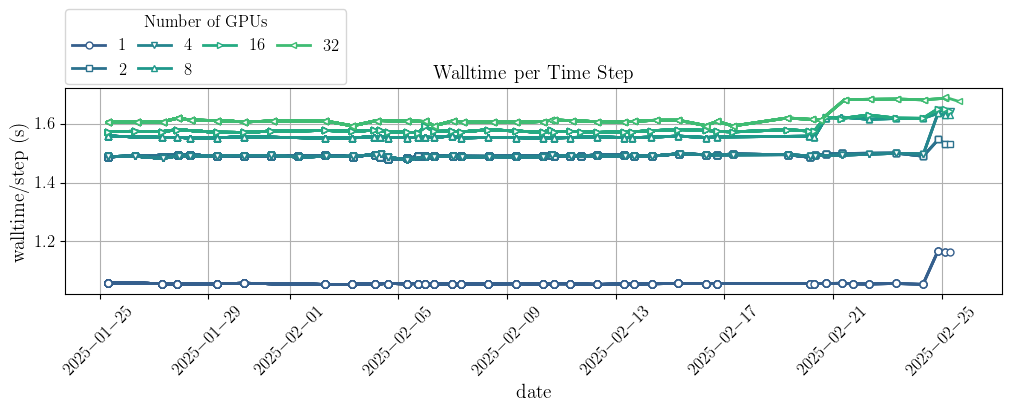 Number of GPUs
1 4 16 32
2 8
Walltime per Time Step
walltime/step (s)
1.6
1.4
1.2
2025−01−25
2025−01−29
2025−02−01
2025−02−05
2025−02−09
2025−02−13
2025−02−17
2025−02−21
2025−02−25
date